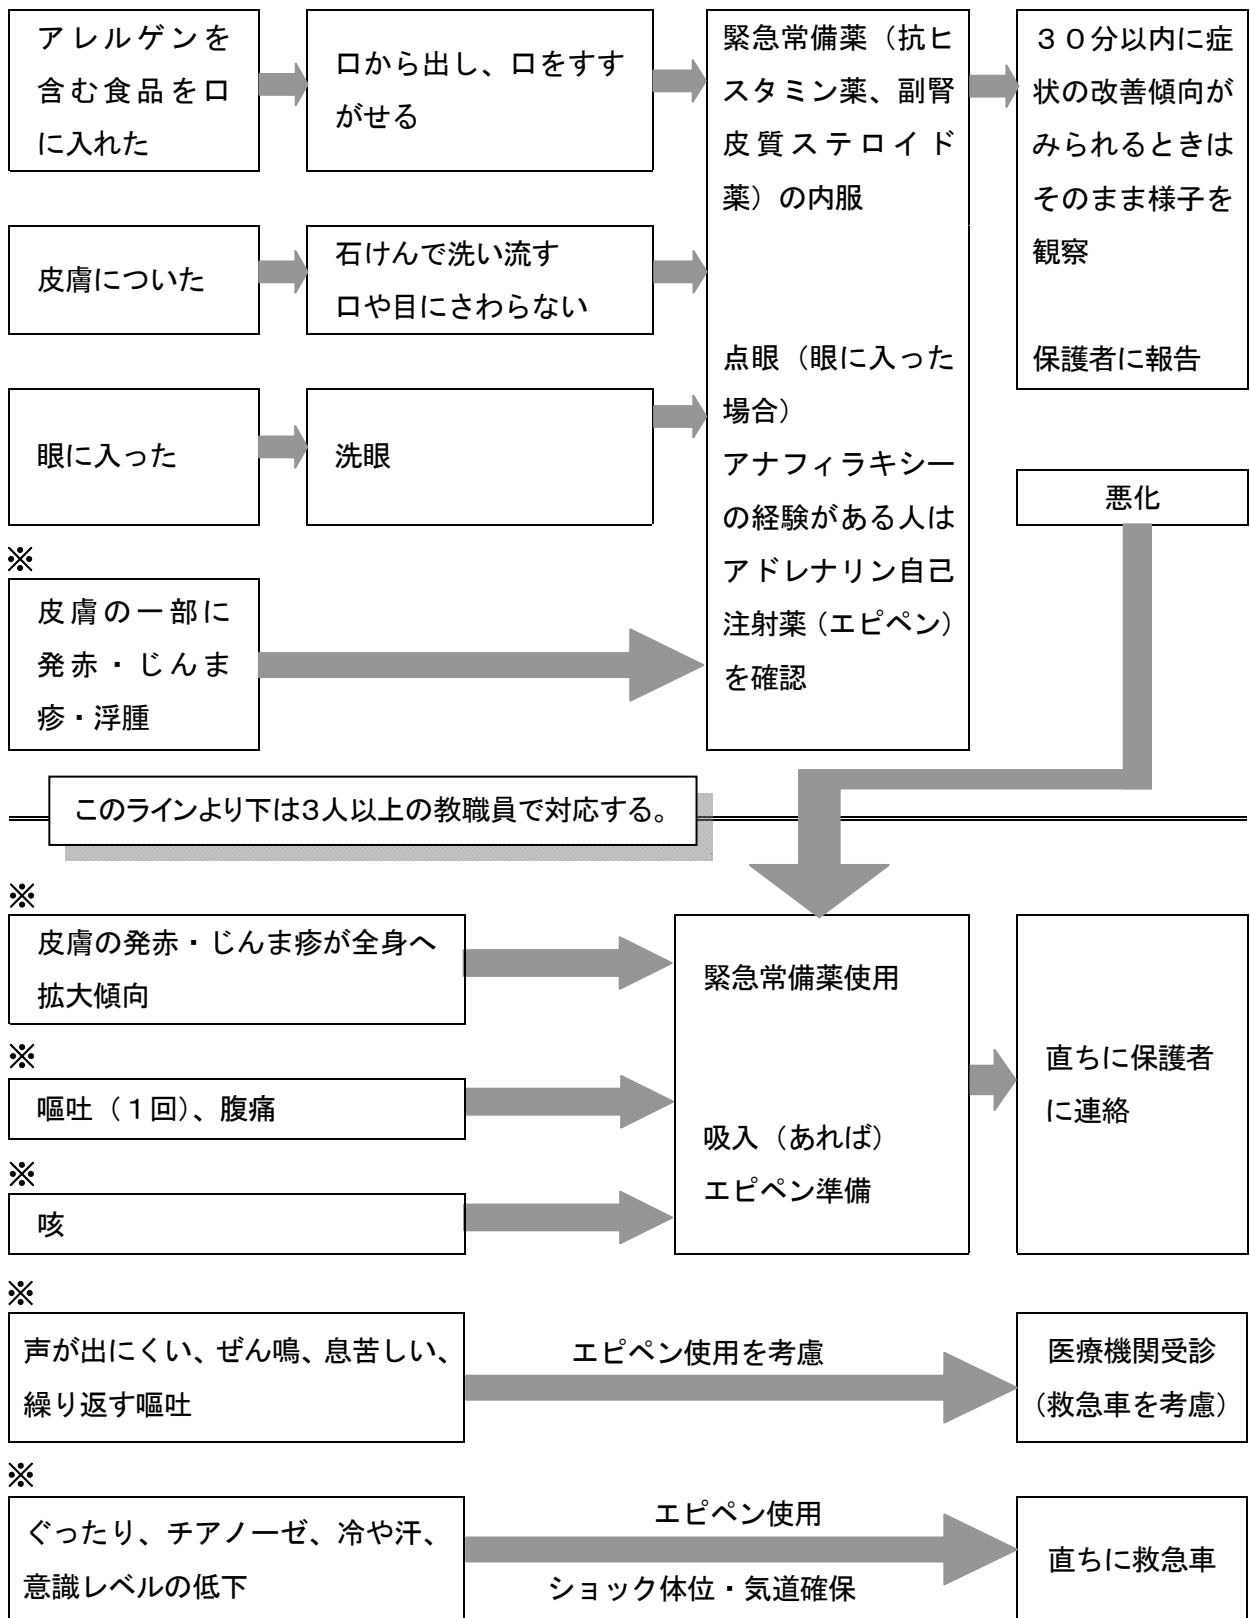 アレルゲンを
含む食品を口
に入れた
口から出し、口をすす
がせる
緊急常備薬（抗ヒ
スタミン薬、副腎
皮質ステロイド
薬）の内服
３０分以内に症
状の改善傾向が
みられるときは
そのまま様子を
観察
保護者に報告
皮膚についた
石けんで洗い流す
口や目にさわらない
点眼（眼に入った
場合）
アナフィラキシー
の経験がある人は
アドレナリン自己
注射薬（エピペン）
を確認
眼に入った
洗眼
悪化
※
皮膚の一部に
発赤・じんま
疹・浮腫
このラインより下は３人以上の教職員で対応する。
※
皮膚の発赤・じんま疹が全身へ
拡大傾向
緊急常備薬使用
吸入（あれば）
エピペン準備
直ちに保護者
に連絡
※
嘔吐（１回）、腹痛
※
咳
※
声が出にくい、ぜん鳴、息苦しい、
繰り返す嘔吐
エピペン使用を考慮
医療機関受診
（救急車を考慮）
※
ぐったり、チアノーゼ、冷や汗、
意識レベルの低下
エピペン使用
ショック体位・気道確保
直ちに救急車